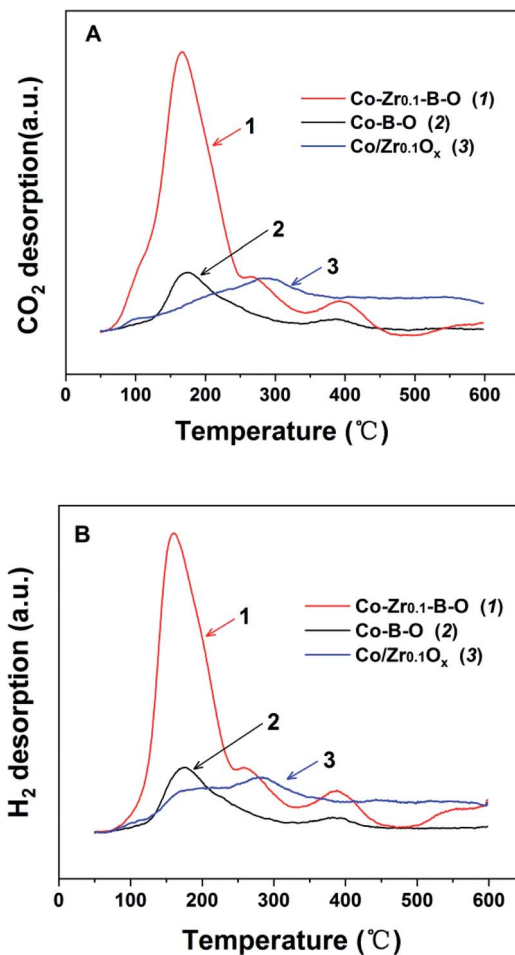 A
CO₂ desorption(a.u.)
Co-Zr0.1-B-O (1)
Co-B-O (2)
Co/Zr0.1Oₓ (3)
1
2
3
0 100 200 300 400 500 600
Temperature (℃)
B
H₂ desorption (a.u.)
Co-Zr0.1-B-O (1)
Co-B-O (2)
Co/Zr0.1Oₓ (3)
1
2
3
0 100 200 300 400 500 600
Temperature (℃)